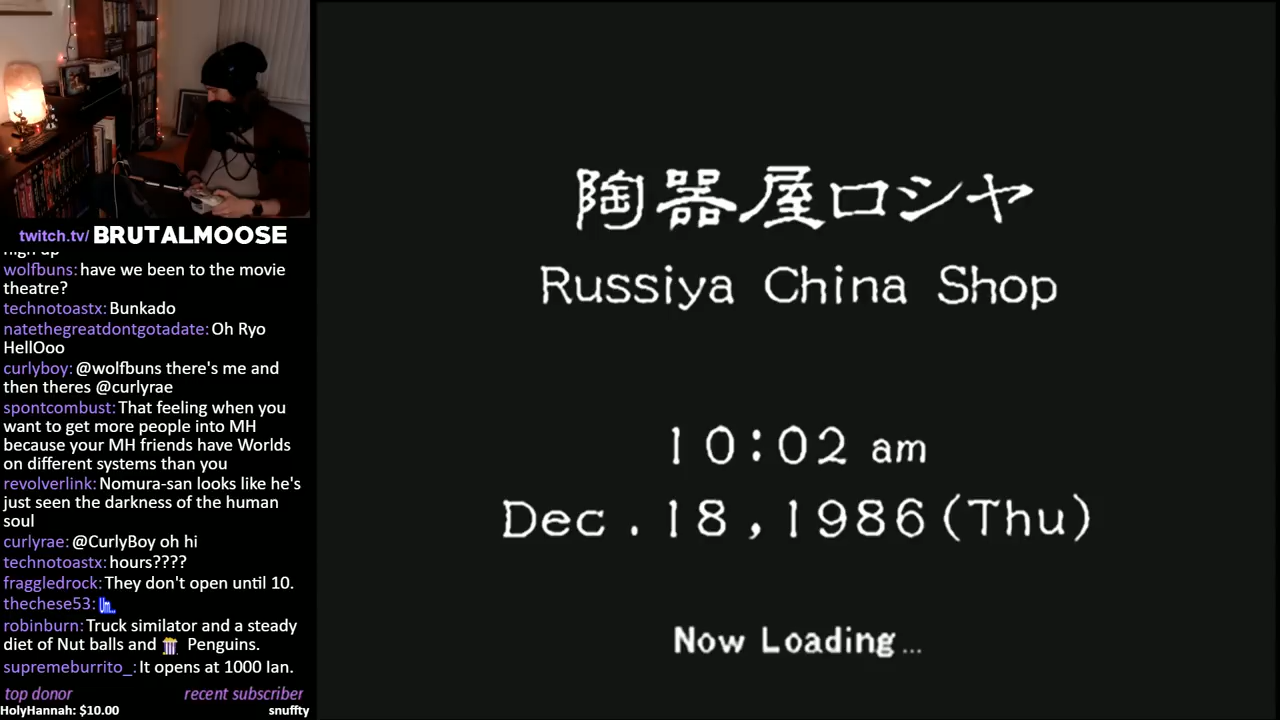 twitch.tv/ BRUTALMOOSE
wolfbuns: have we been to the movie
theatre?
technotoastx: Bunkado
natethegreatdontgotadate: Oh Ryo
HellOoo
curlyboy: @wolfbuns there's me and
then theres @curlyrae
spontcombust: That feeling when you
want to get more people into MH
because your MH friends have Worlds
on different systems than you
revolverlink: Nomura-san looks like he's
just seen the darkness of the human
soul
curlyrae: @CurlyBoy oh hi
technotoastx: hours????
fraggledrock: They don't open until 10.
thechese53: Um...
robinburn: Truck similator and a steady
diet of Nut balls and Penguins.
supremeburrito_: It opens at 1000 Ian.
top donor recent subscriber
HolyHannah: $10.00 snuffty
陶器屋ロシヤ
Russiya China Shop
10:02 am
Dec.18,1986(Thu)
Now Loading...